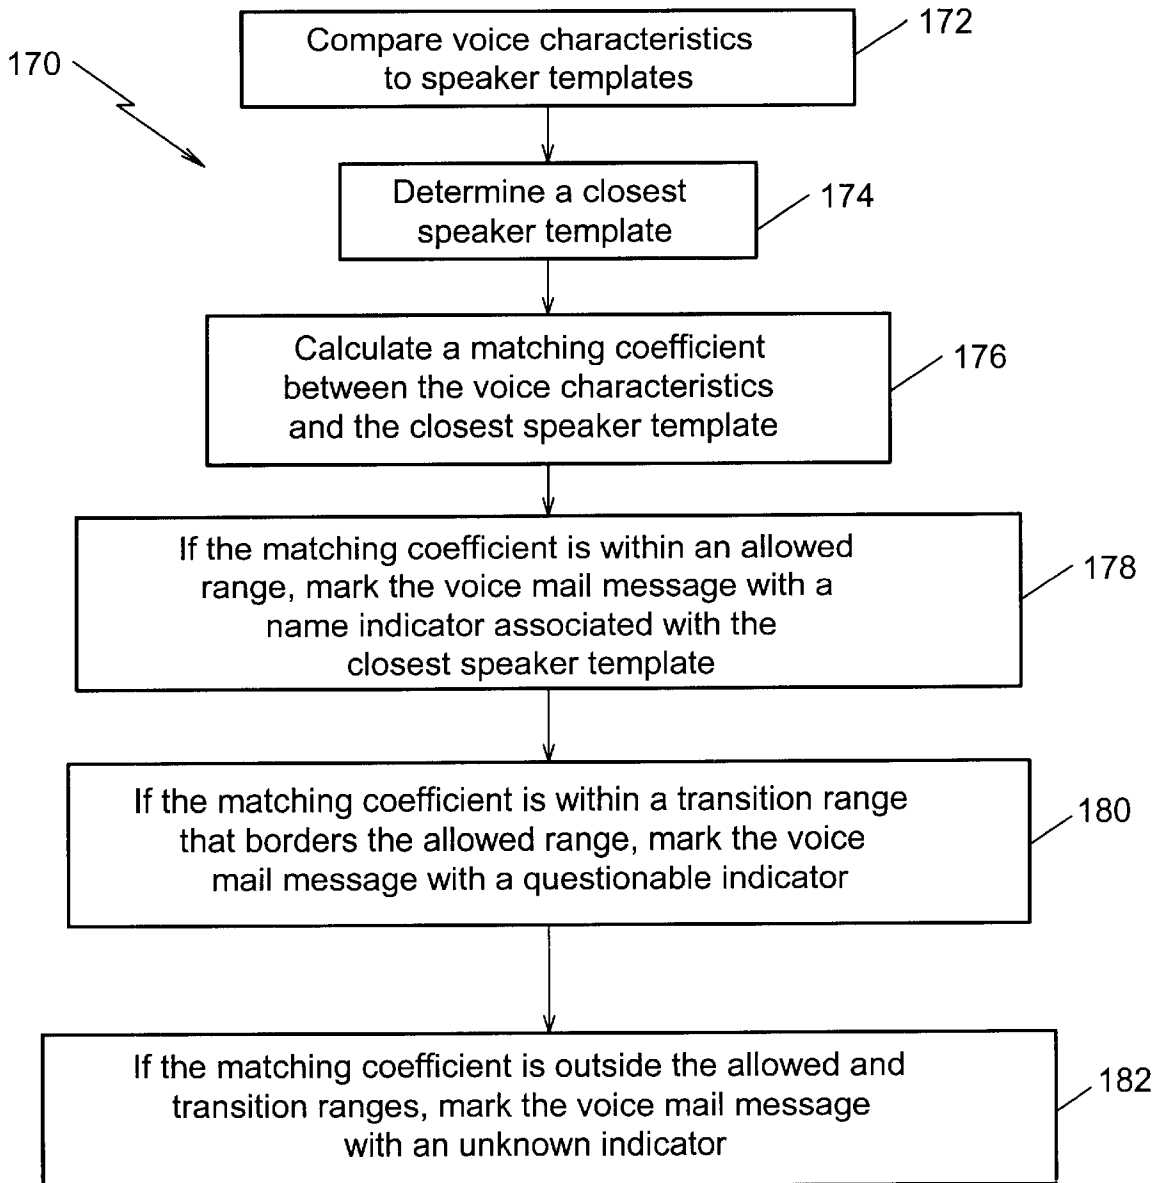 170
Compare voice characteristics
to speaker templates
172
Determine a closest
speaker template
174
Calculate a matching coefficient
between the voice characteristics
and the closest speaker template
176
If the matching coefficient is within an allowed
range, mark the voice mail message with a
name indicator associated with the
closest speaker template
178
If the matching coefficient is within a transition range
that borders the allowed range, mark the voice
mail message with a questionable indicator
180
If the matching coefficient is outside the allowed and
transition ranges, mark the voice mail message
with an unknown indicator
182